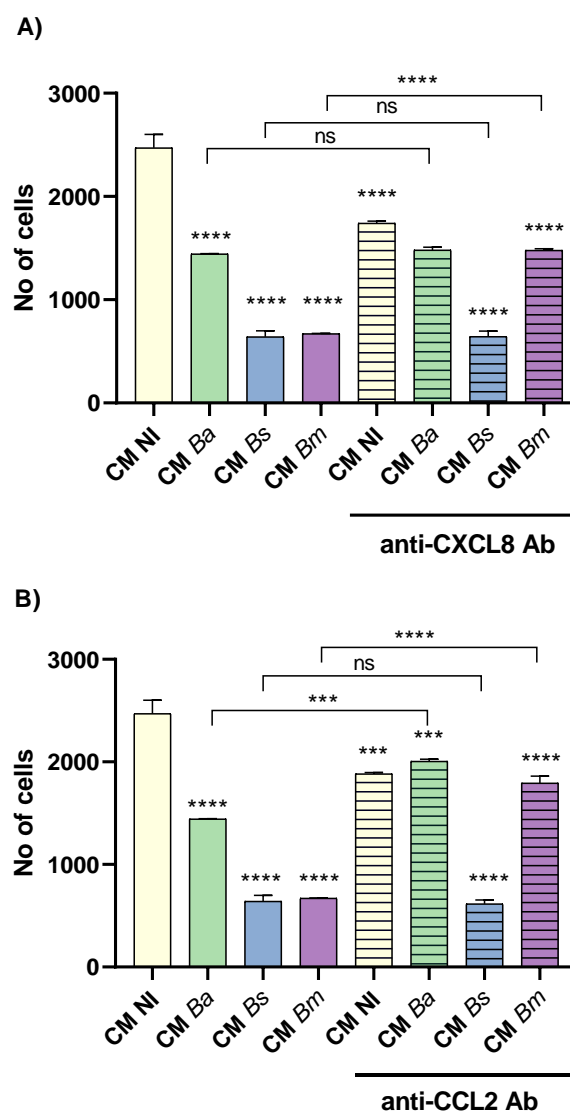 A)
****
ns
ns
3000
2000
1000
0
No of cells
****
****
****
****
****
****
CM NI
CM Ba
CM Bs
CM Bm
CM NI
CM Ba
CM Bs
CM Bm
anti-CXCL8 Ab
B)
****
ns
***
3000
2000
1000
0
No of cells
****
****
****
***
***
****
****
CM NI
CM Ba
CM Bs
CM Bm
CM NI
CM Ba
CM Bs
CM Bm
anti-CCL2 Ab